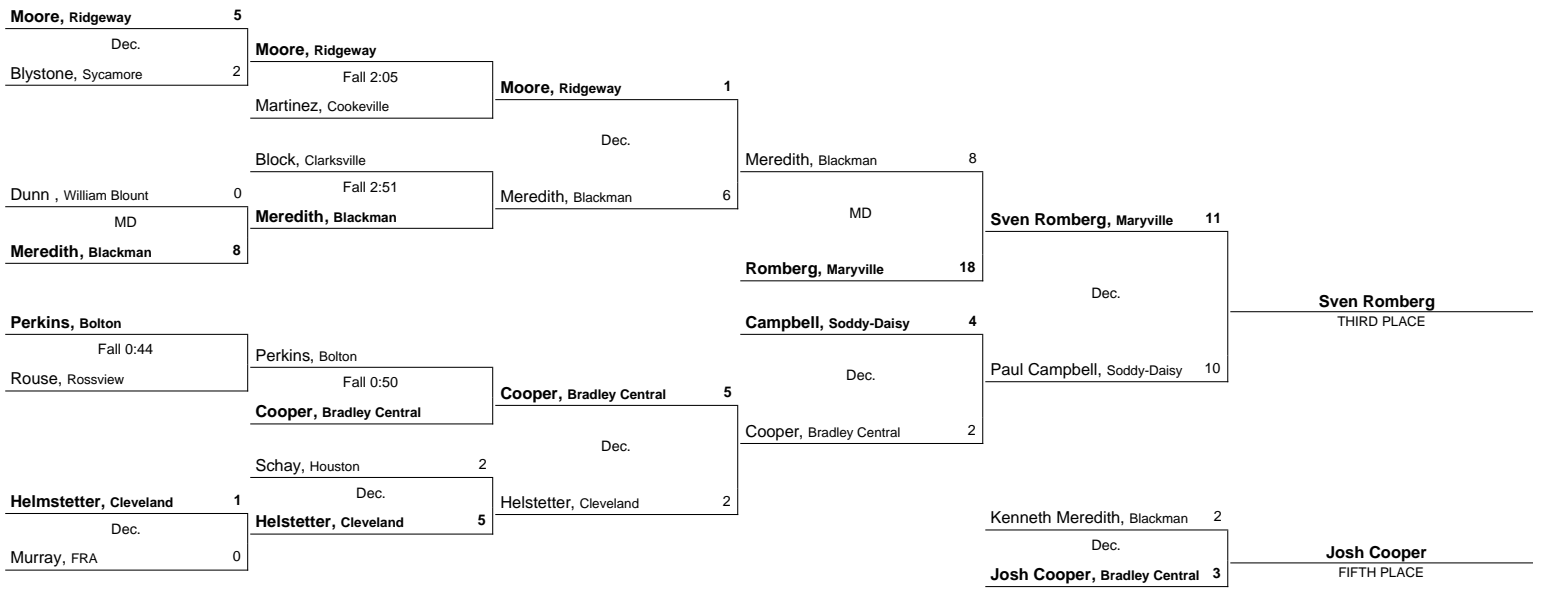 Moore, Ridgeway 5
Dec.
Blystone, Sycamore 2
Dunn , William Blount 0
MD
Meredith, Blackman 8
Perkins, Bolton
Fall 0:44
Rouse, Rossview
Helmstetter, Cleveland 1
Dec.
Murray, FRA 0
Moore, Ridgeway
Fall 2:05
Martinez, Cookeville
Block, Clarksville
Fall 2:51
Meredith, Blackman
Perkins, Bolton
Fall 0:50
Cooper, Bradley Central
Schay, Houston 2
Dec.
Helstetter, Cleveland 5
Moore, Ridgeway 1
Dec.
Meredith, Blackman 6
Cooper, Bradley Central 5
Dec.
Helstetter, Cleveland 2
Meredith, Blackman 8
MD
Romberg, Maryville 18
Campbell, Soddy-Daisy 4
Dec.
Cooper, Bradley Central 2
Sven Romberg, Maryville 11
Dec.
Paul Campbell, Soddy-Daisy 10
Kenneth Meredith, Blackman 2
Dec.
Josh Cooper, Bradley Central 3
Sven Romberg
THIRD PLACE
Josh Cooper
FIFTH PLACE